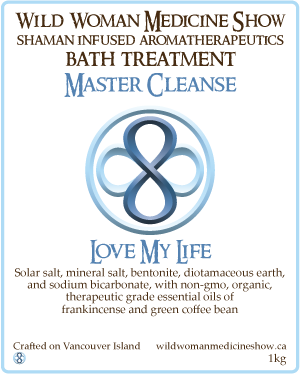 Wild Woman Medicine Show
Shaman Infused Aromatherapeutics
Bath Treatment
Master Cleanse
Love My Life
Solar salt, mineral salt, bentonite, diotamaceous earth,
and sodium bicarbonate, with non-gmo, organic,
therapeutic grade essential oils of
frankincense and green coffee bean
Crafted on Vancouver Island wildwomanmedicineshow.ca
1kg